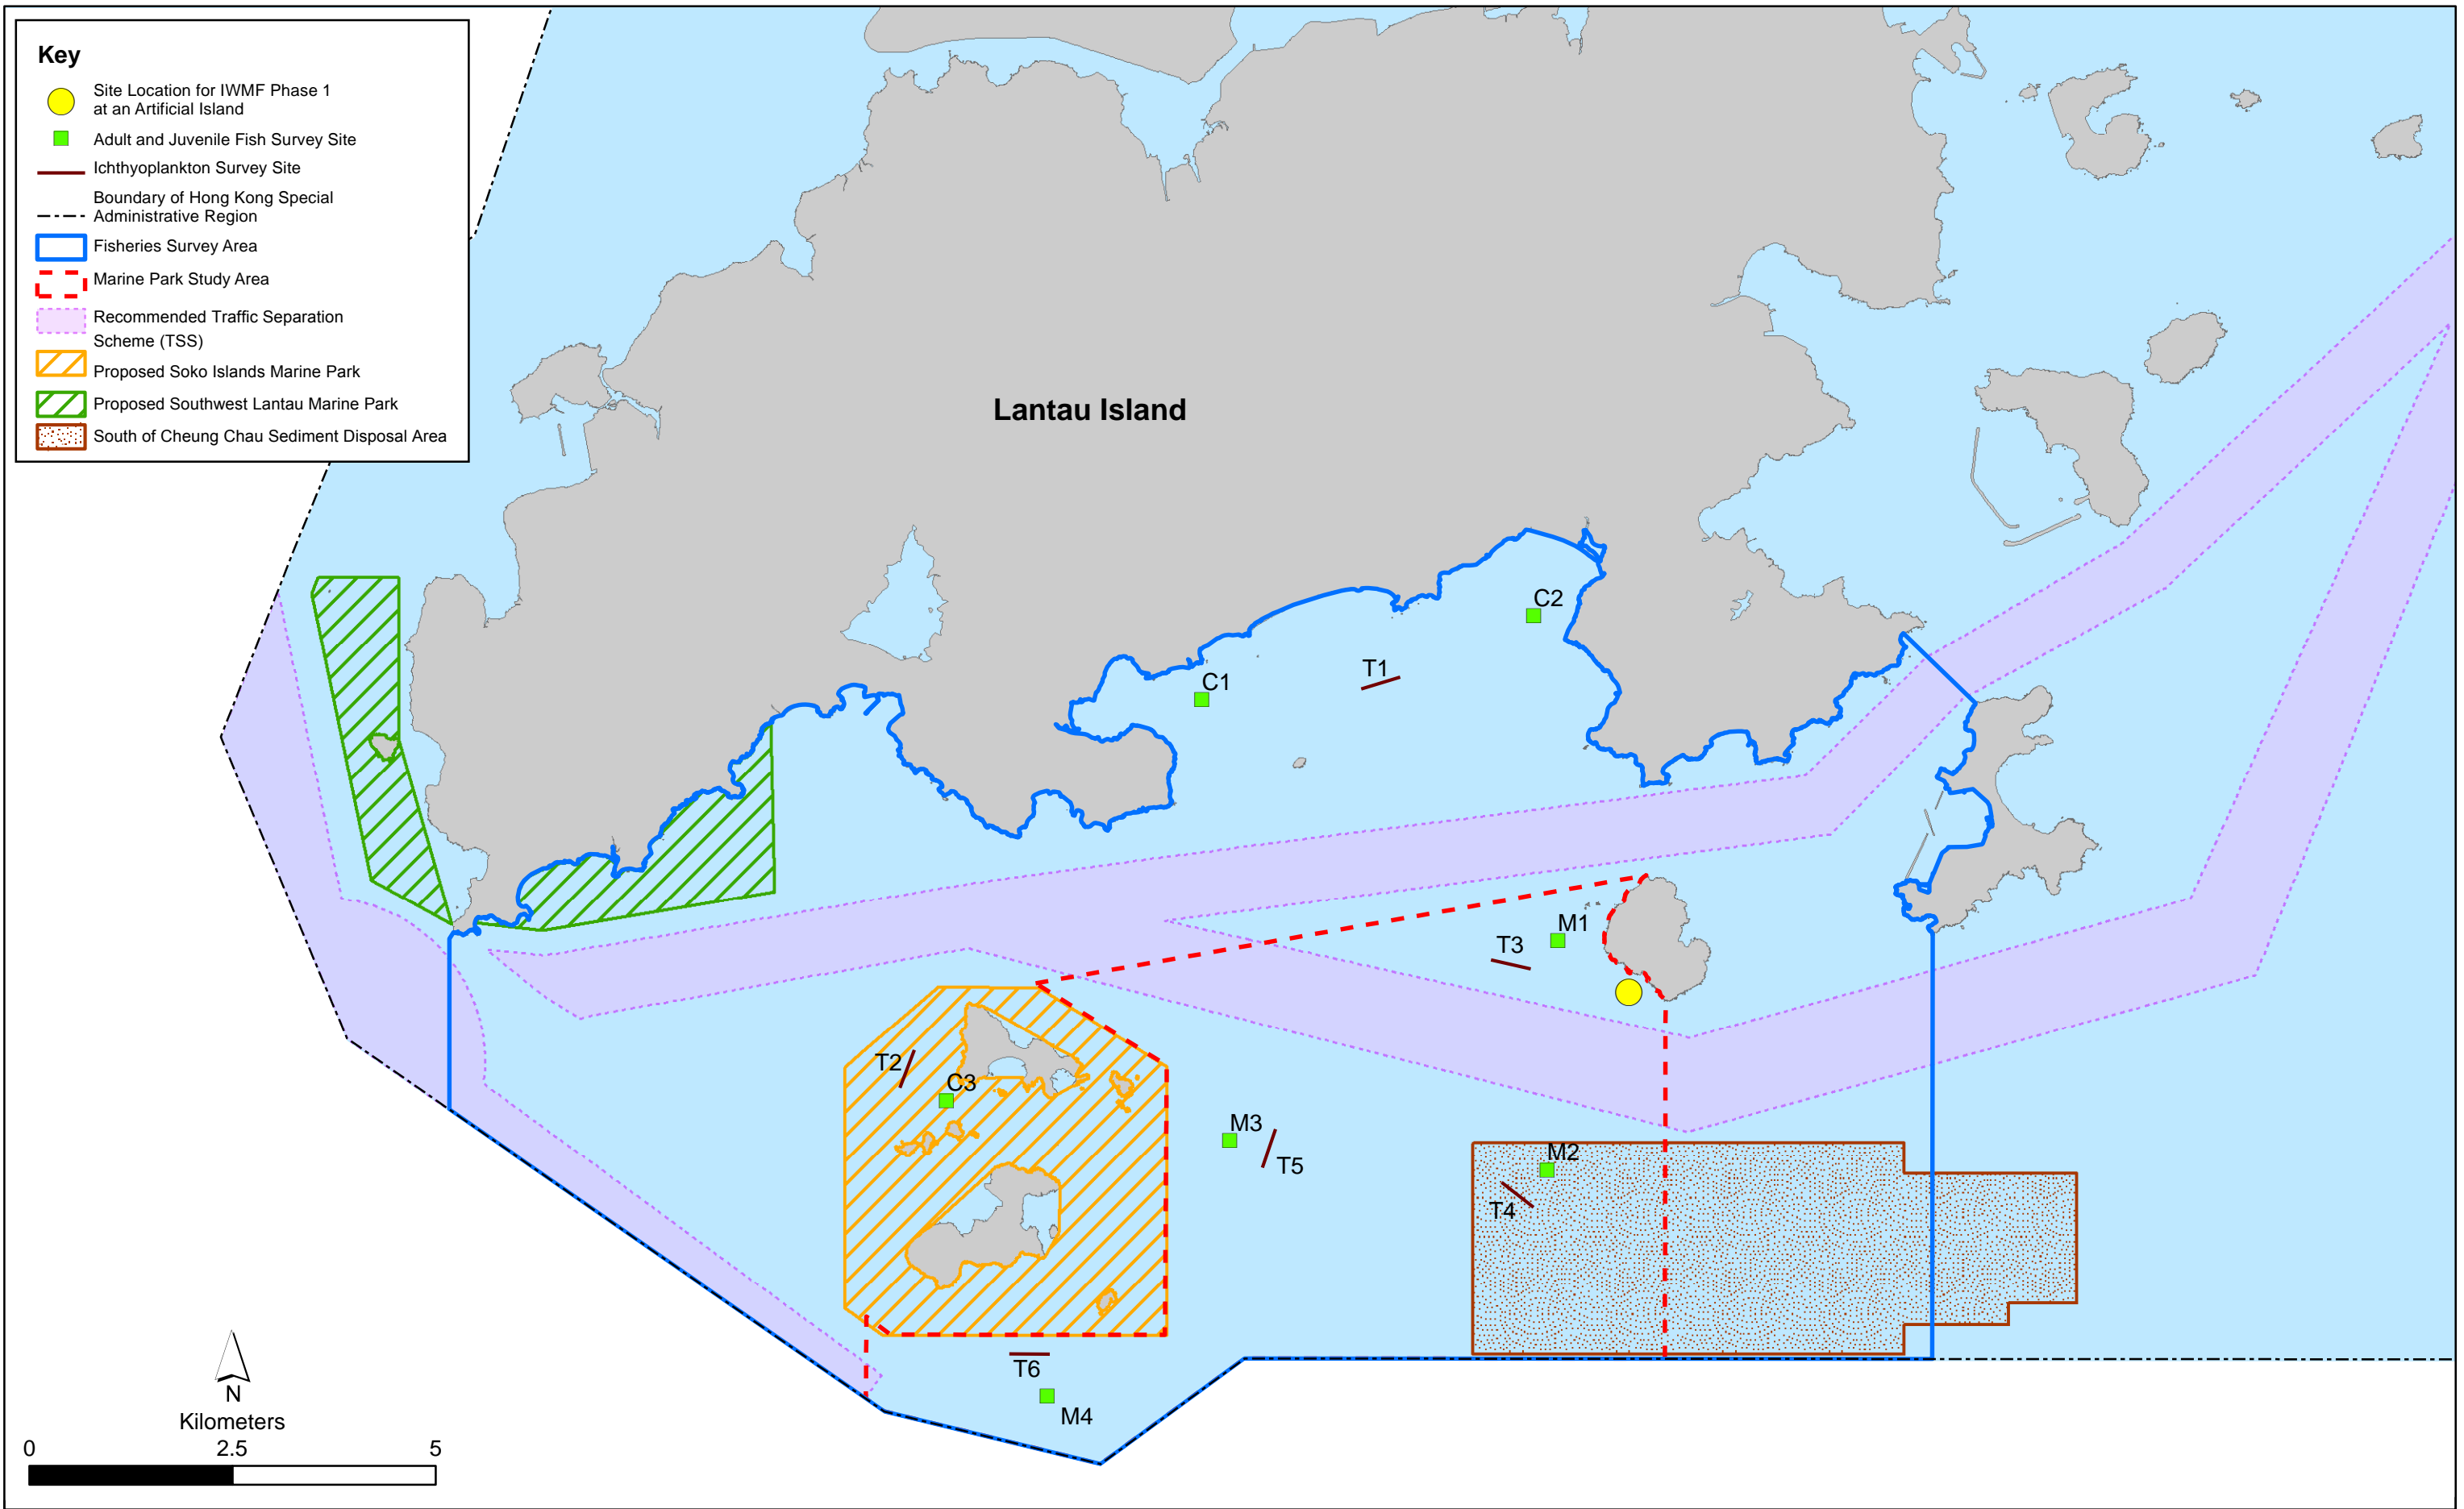 Key
Site Location for IWMF Phase 1
at an Artificial Island
Adult and Juvenile Fish Survey Site
Ichthyoplankton Survey Site
Boundary of Hong Kong Special
Administrative Region
Fisheries Survey Area
Marine Park Study Area
Recommended Traffic Separation
Scheme (TSS)
Proposed Soko Islands Marine Park
Proposed Southwest Lantau Marine Park
South of Cheung Chau Sediment Disposal Area
Lantau Island
C2
T1
C1
M1
T3
T2
C3
M3
T5
M2
T4
T6
M4
N
Kilometers
0 2.5 5